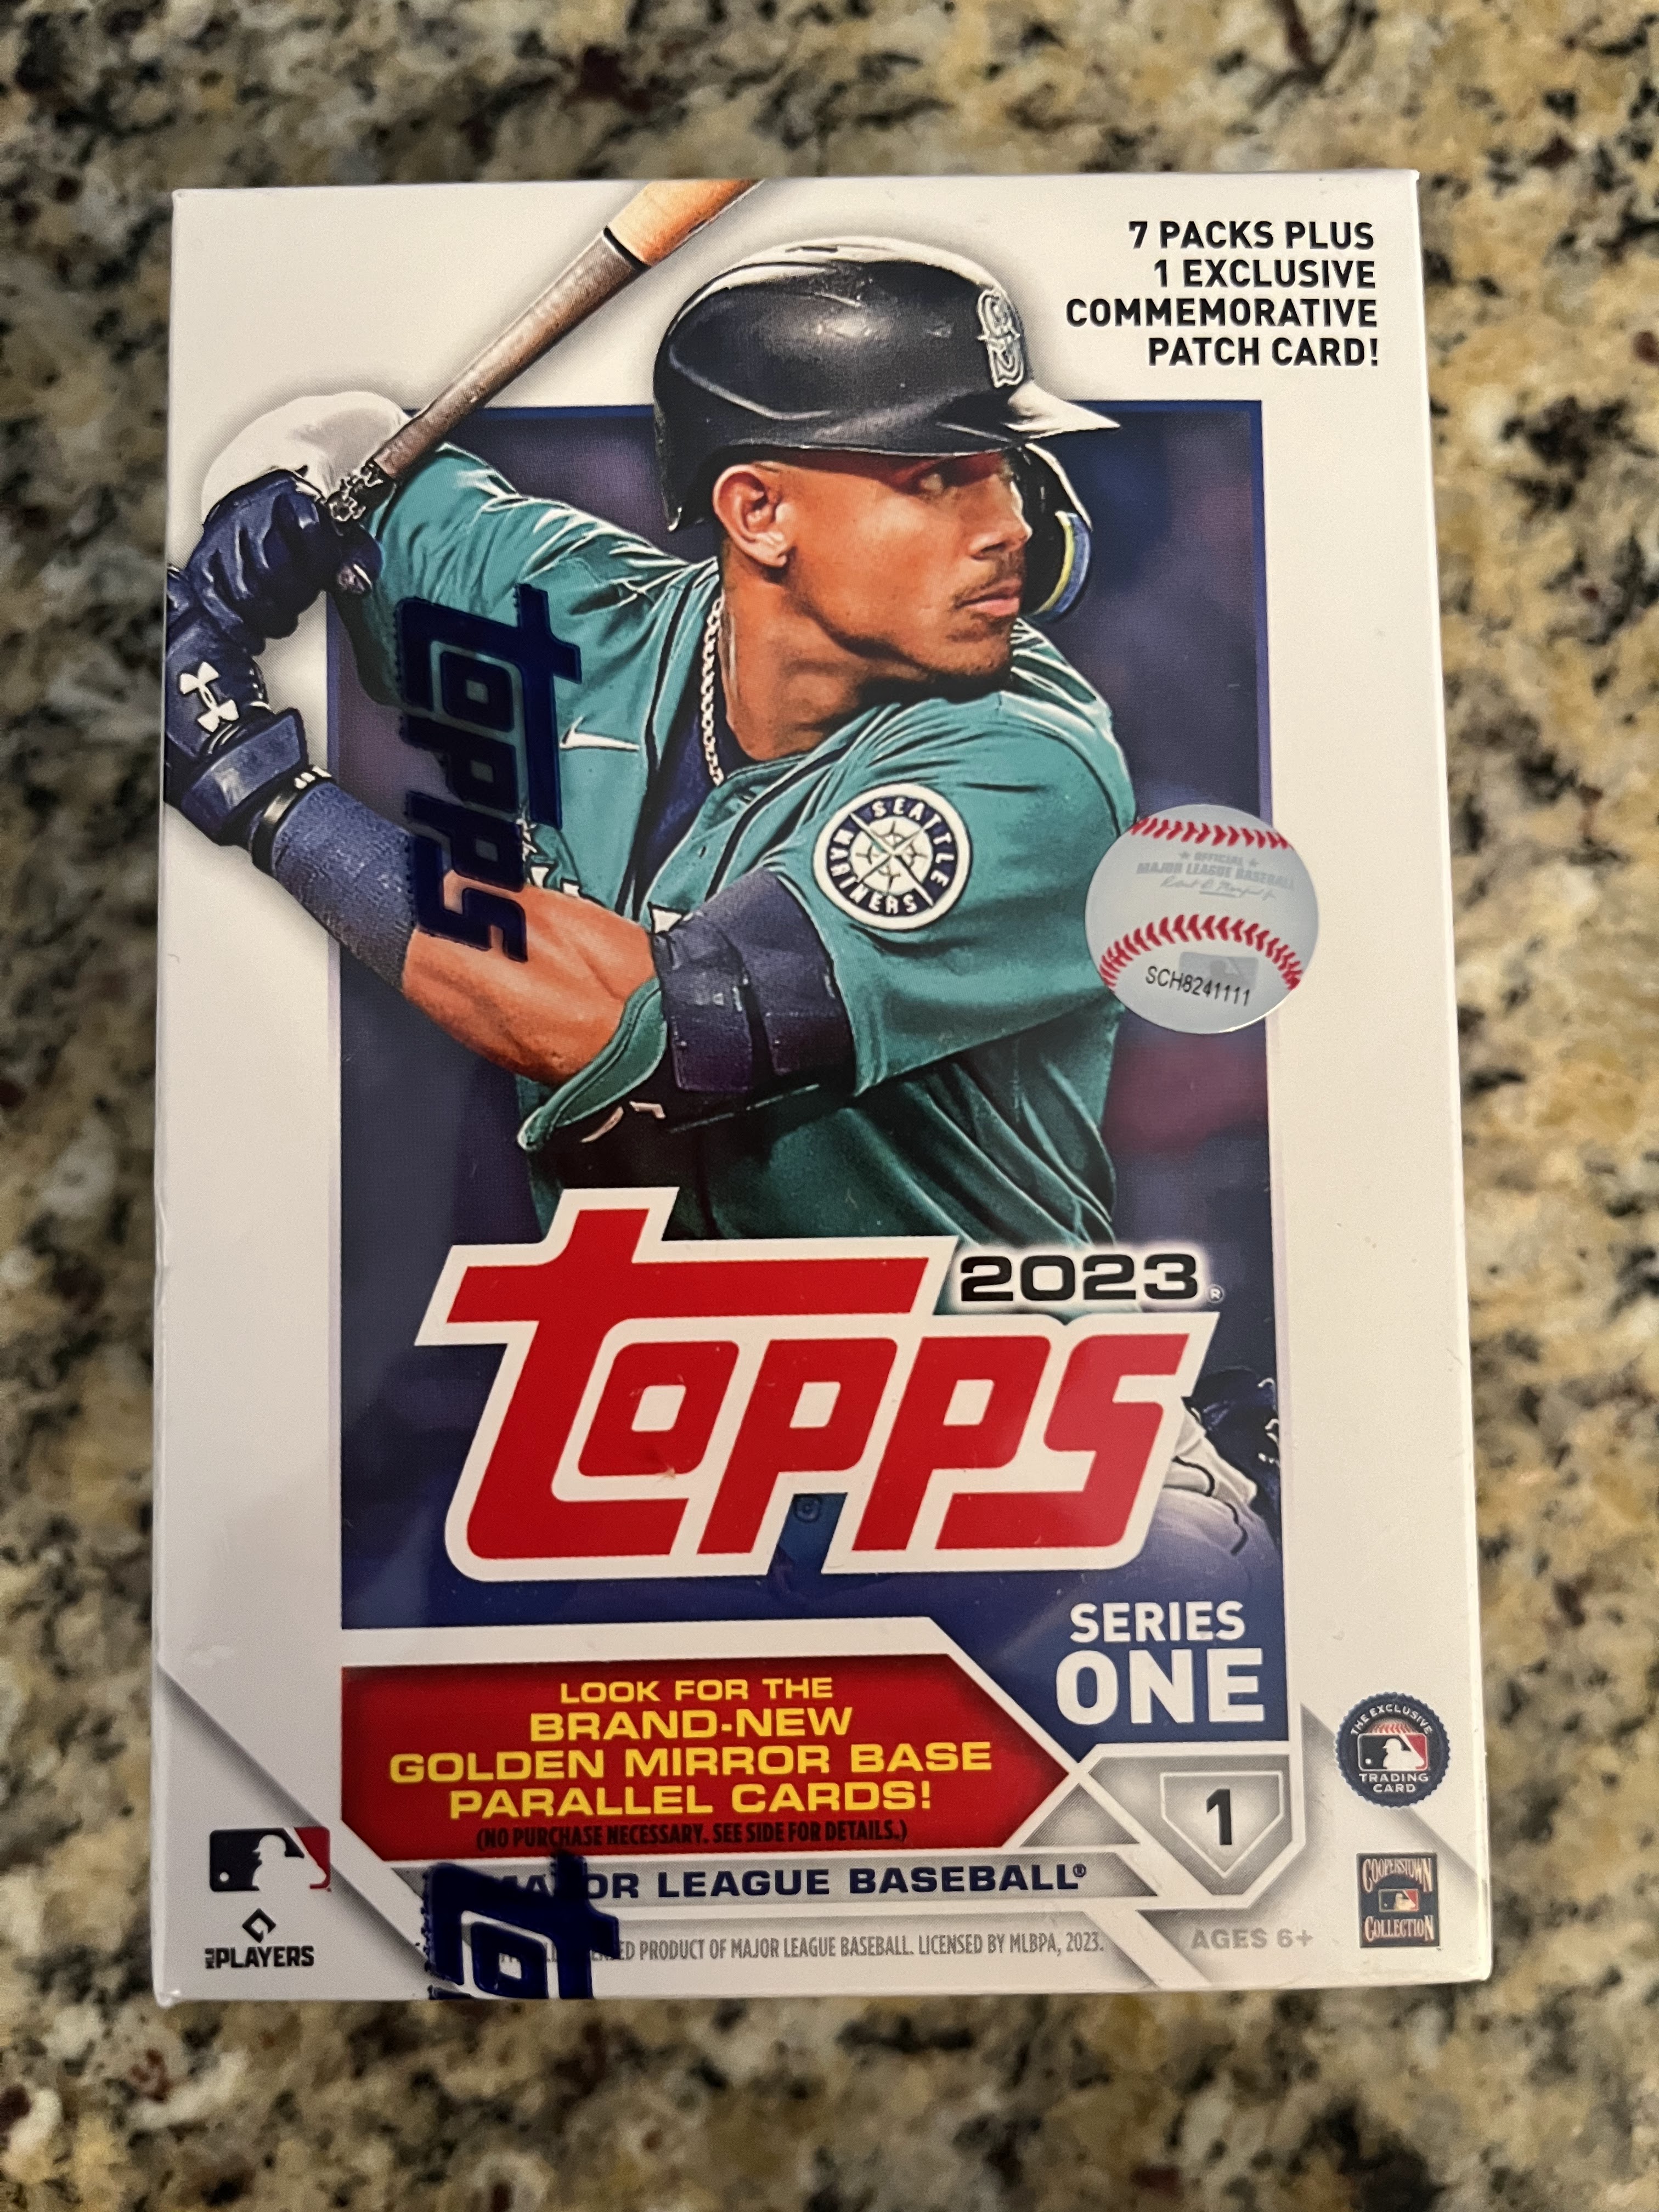 7 PACKS PLUS
1 EXCLUSIVE
COMMEMORATIVE
PATCH CARD!
TOPPS
SEATTLE
MARINERS
OFFICIAL
MAJOR LEAGUE BASEBALL
SCH8241111
2023
TOPPS
SERIES
ONE
LOOK FOR THE
BRAND-NEW
GOLDEN MIRROR BASE
PARALLEL CARDS!
(NO PURCHASE NECESSARY. SEE SIDE FOR DETAILS.)
1
THE EXCLUSIVE
TRADING
CARD
MAJOR LEAGUE BASEBALL®
PLAYERS
PRODUCT OF MAJOR LEAGUE BASEBALL. LICENSED BY MLBPA, 2023.
AGES 6+
COOPERSTOWN
COLLECTION